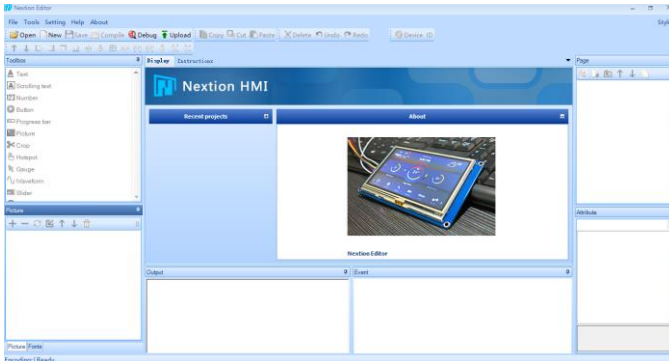 Nextion Editor
File Tools Setting Help About
Style
Open New Save Compile Debug Upload Copy Cut Paste Delete Undo Redo Device ID
Toolbox
Display Instructions
Page
Text
Scrolling text
Number
Button
Progress bar
Picture
Crop
Hotspot
Gauge
Waveform
Slider
Nextion HMI
Recent projects
About
Nextion Editor
Picture
Attribute
Output
Event
Picture Fonts
Encoding: Ready